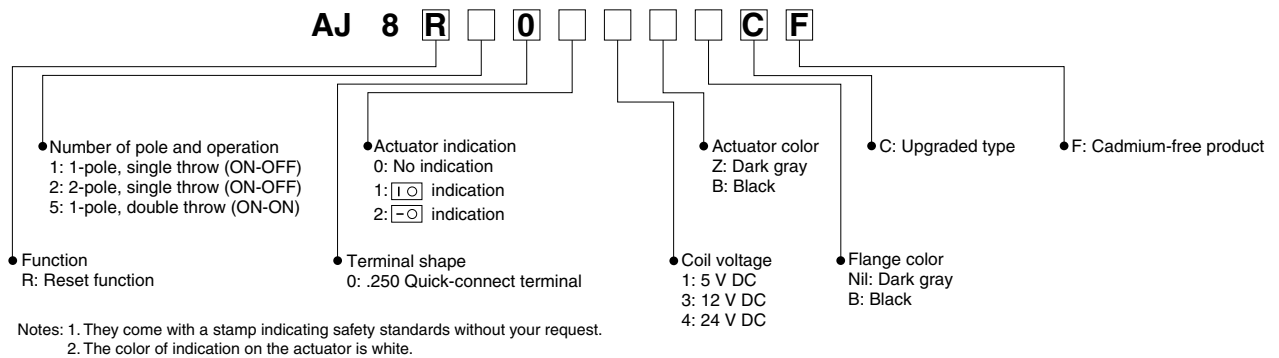 AJ 8 R 0 C F
Number of pole and operation
1: 1-pole, single throw (ON-OFF)
2: 2-pole, single throw (ON-OFF)
5: 1-pole, double throw (ON-ON)
Actuator indication
0: No indication
1: I O indication
2: – O indication
Actuator color
Z: Dark gray
B: Black
C: Upgraded type
F: Cadmium-free product
Function
R: Reset function
Terminal shape
0: .250 Quick-connect terminal
Coil voltage
1: 5 V DC
3: 12 V DC
4: 24 V DC
Flange color
Nil: Dark gray
B: Black
Notes: 1. They come with a stamp indicating safety standards without your request.
2. The color of indication on the actuator is white.